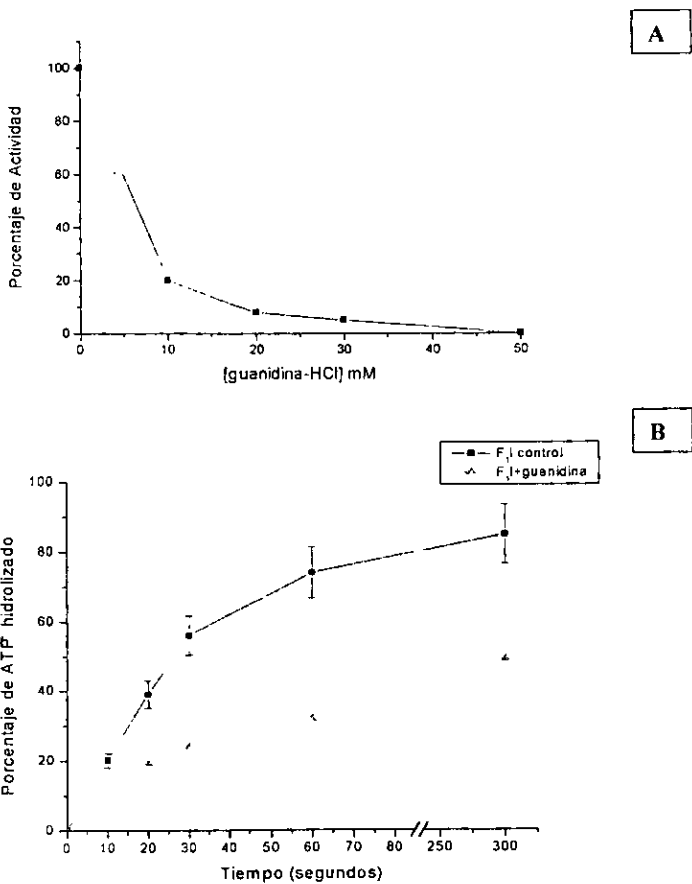 A
Porcentaje de Actividad
100
80
60
40
20
0
0 10 20 30 40 50
[guanidina-HCl] mM
B
F₁I control
F₁I+guanidina
Porcentaje de ATP hidrolizado
100
80
60
40
20
0
0 10 20 30 40 50 60 70 80 250 300
Tiempo (segundos)